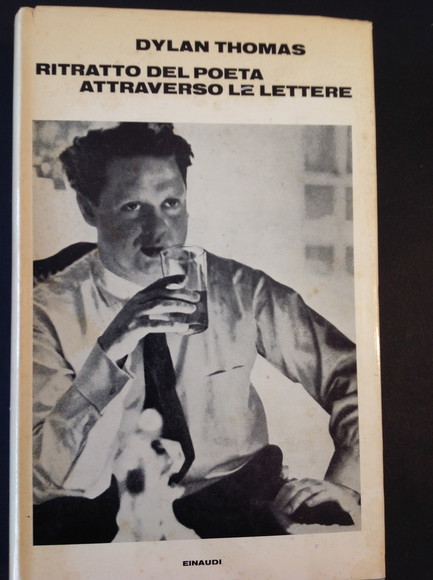 DYLAN THOMAS
RITRATTO DEL POETA
ATTRAVERSO LE LETTERE
EINAUDI